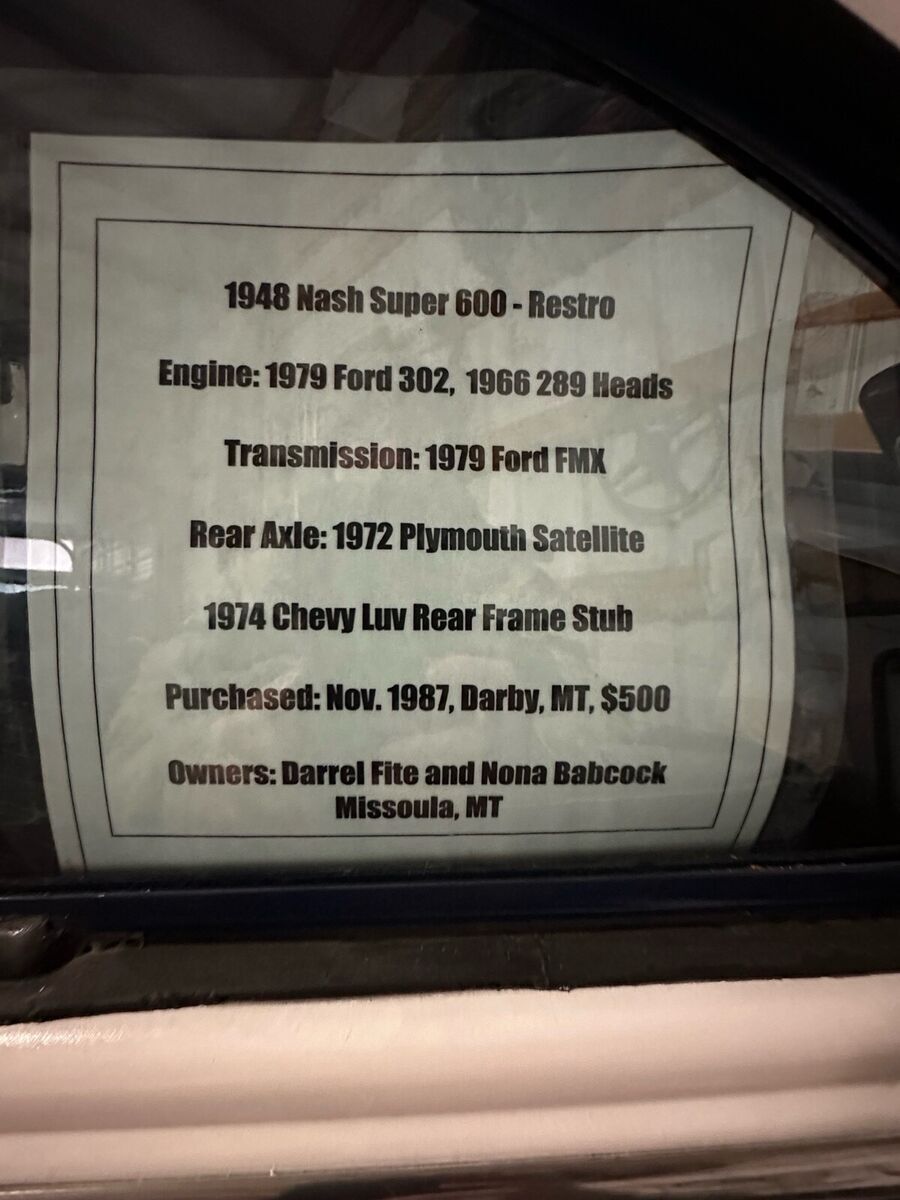 1948 Nash Super 600 - Restro
Engine: 1979 Ford 302, 1966 289 Heads
Transmission: 1979 Ford FMX
Rear Axle: 1972 Plymouth Satellite
1974 Chevy Luv Rear Frame Stub
Purchased: Nov. 1987, Darby, MT, $500
Owners: Darrel Fite and Nona Babcock
Missoula, MT